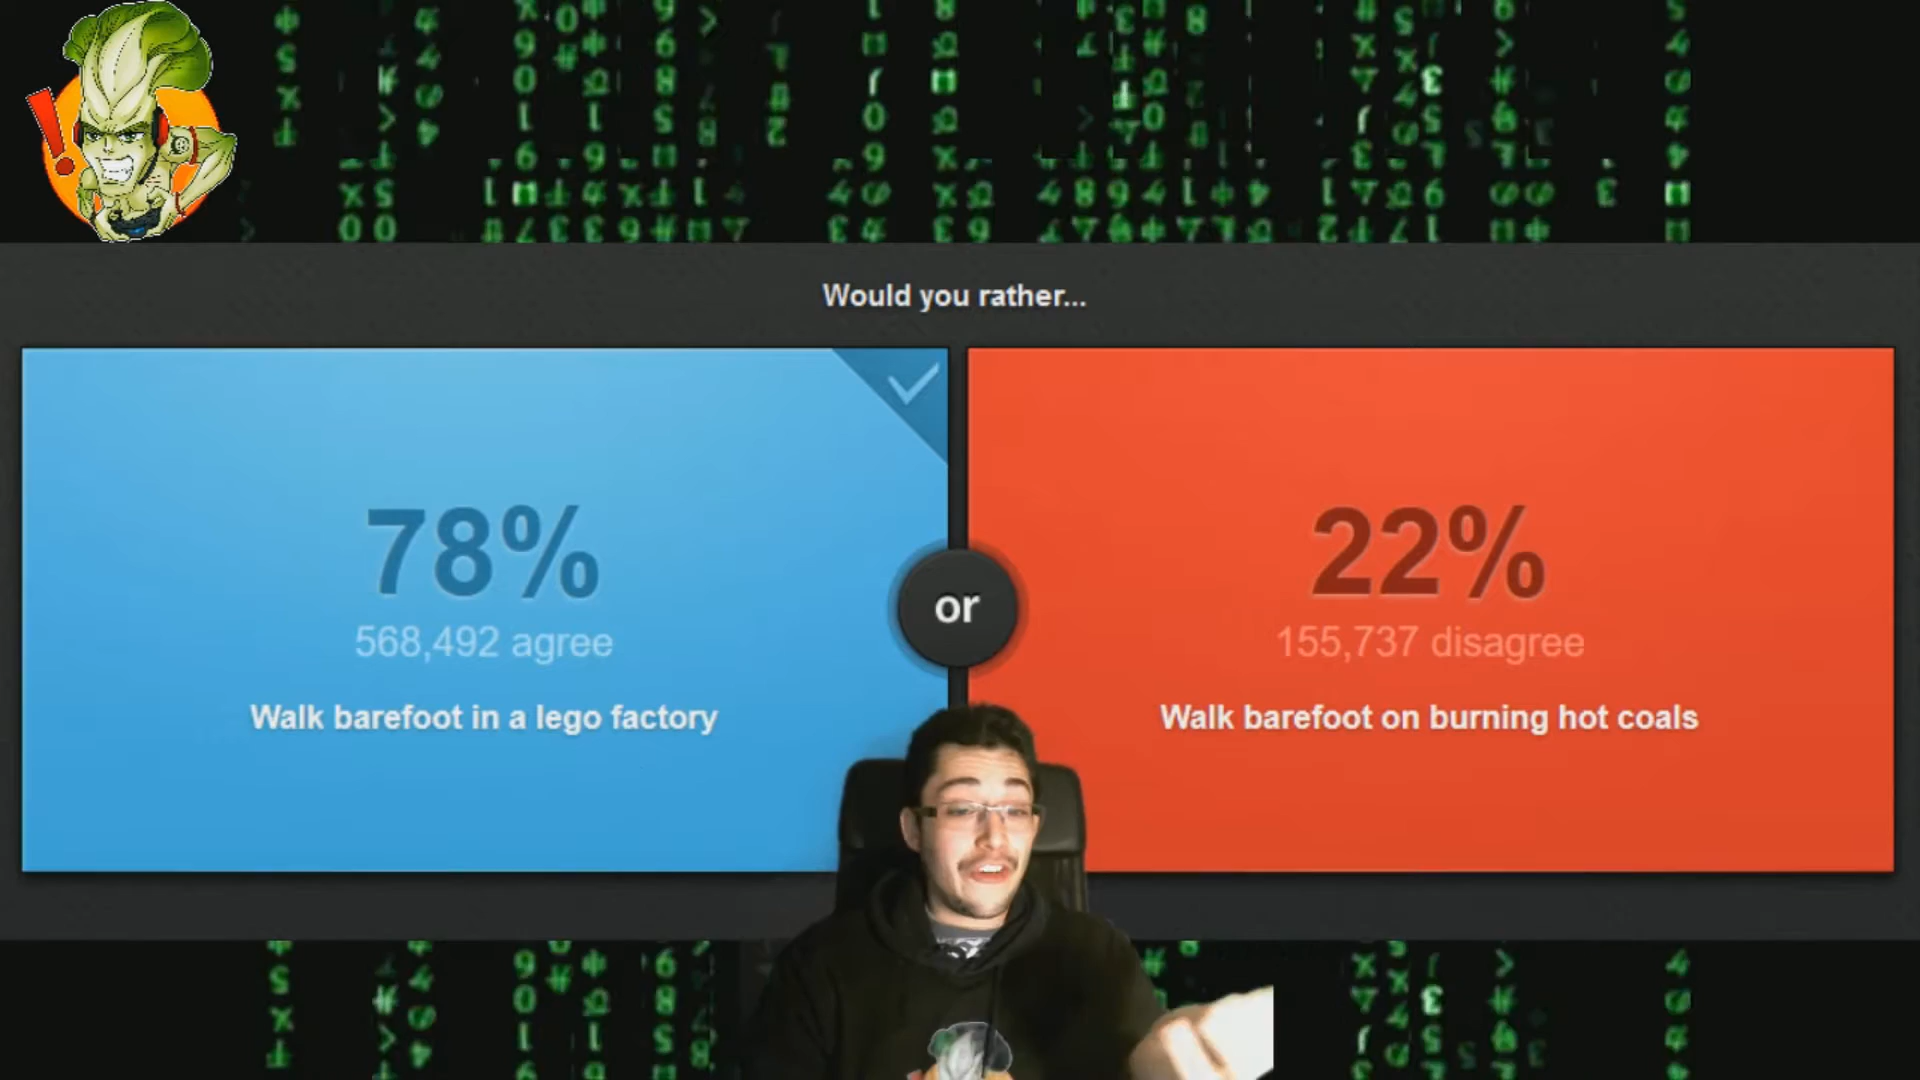 Would you rather...
78%
568,492 agree
Walk barefoot in a lego factory
or
22%
155,737 disagree
Walk barefoot on burning hot coals